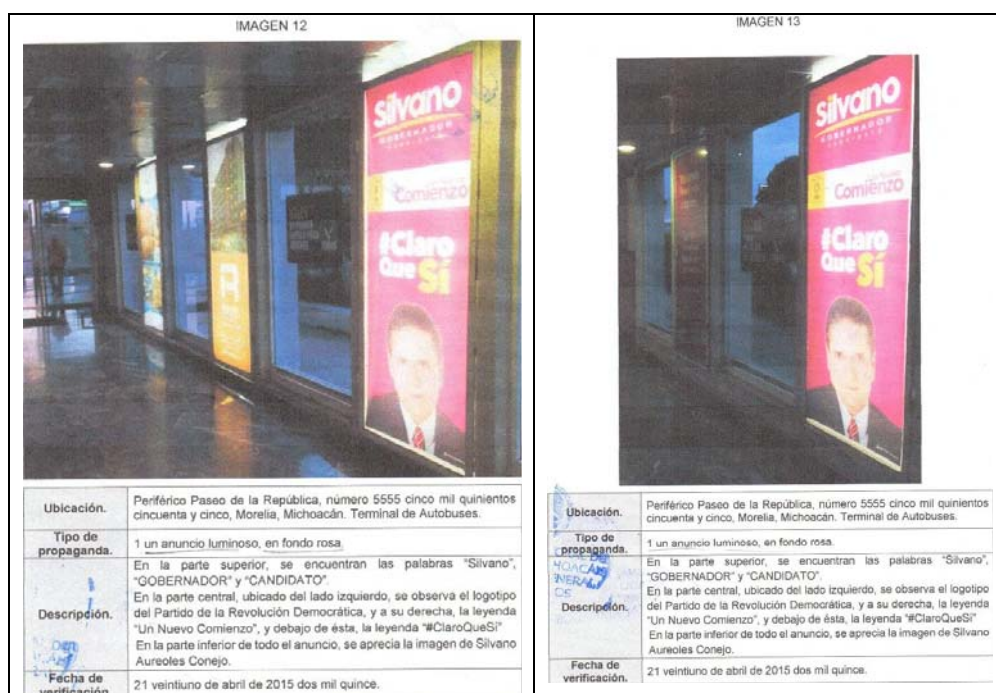 IMAGEN 12
Silvano
GOBERNADOR
CANDIDATO
Comienzo
#Claro
Que Sí
Ubicación.
Periférico Paseo de la República, número 5555 cinco mil quinientos
cincuenta y cinco, Morelia, Michoacán. Terminal de Autobuses.
Tipo de
propaganda.
1 un anuncio luminoso, en fondo rosa.
Descripción.
En la parte superior, se encuentran las palabras "Silvano",
"GOBERNADOR" y "CANDIDATO".
En la parte central, ubicado del lado izquierdo, se observa el logotipo
del Partido de la Revolución Democrática, y a su derecha, la leyenda
"Un Nuevo Comienzo", y debajo de ésta, la leyenda "#ClaroQueSí"
En la parte inferior de todo el anuncio, se aprecia la imagen de Silvano
Aureoles Conejo.
Fecha de
verificación
21 veintiuno de abril de 2015 dos mil quince.
IMAGEN 13
Silvano
GOBERNADOR
CANDIDATO
Comienzo
#Claro
Que Sí
Ubicación.
Periférico Paseo de la República, número 5555 cinco mil quinientos
cincuenta y cinco, Morelia, Michoacán. Terminal de Autobuses.
Tipo de
propaganda.
1 un anuncio luminoso, en fondo rosa.
Descripción.
En la parte superior, se encuentran las palabras "Silvano",
"GOBERNADOR" y "CANDIDATO".
En la parte central, ubicado del lado izquierdo, se observa el logotipo
del Partido de la Revolución Democrática, y a su derecha, la leyenda
"Un Nuevo Comienzo", y debajo de ésta, la leyenda "#ClaroQueSí"
En la parte inferior de todo el anuncio, se aprecia la imagen de Silvano
Aureoles Conejo.
Fecha de
verificación.
21 veintiuno de abril de 2015 dos mil quince.